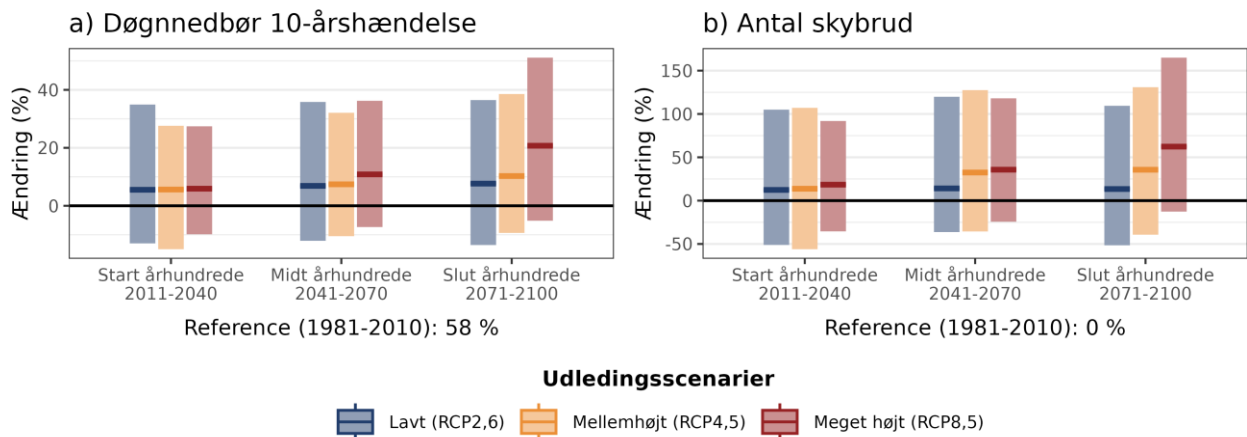 a) Døgnnedbør 10-årshændelse
Ændring (%)
40
20
0
Start århundrede
2011-2040
Midt århundrede
2041-2070
Slut århundrede
2071-2100
Reference (1981-2010): 58 %
b) Antal skybrud
Ændring (%)
150
100
50
0
-50
Start århundrede
2011-2040
Midt århundrede
2041-2070
Slut århundrede
2071-2100
Reference (1981-2010): 0 %
Udledingsscenarier
Lavt (RCP2,6)
Mellemhøjt (RCP4,5)
Meget højt (RCP8,5)